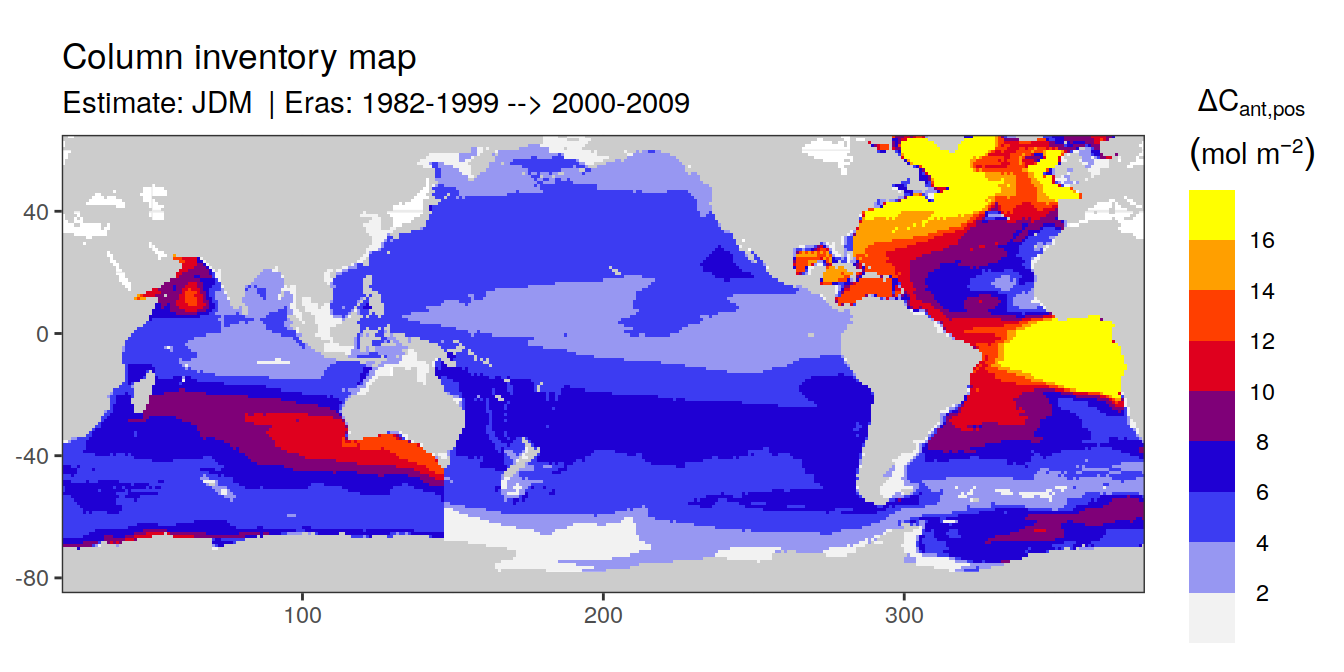 Column inventory map
Estimate: JDM | Eras: 1982-1999 --> 2000-2009
ΔCant,pos
(mol m−2)
16
14
12
10
8
6
4
2
40
0
-40
-80
100 200 300